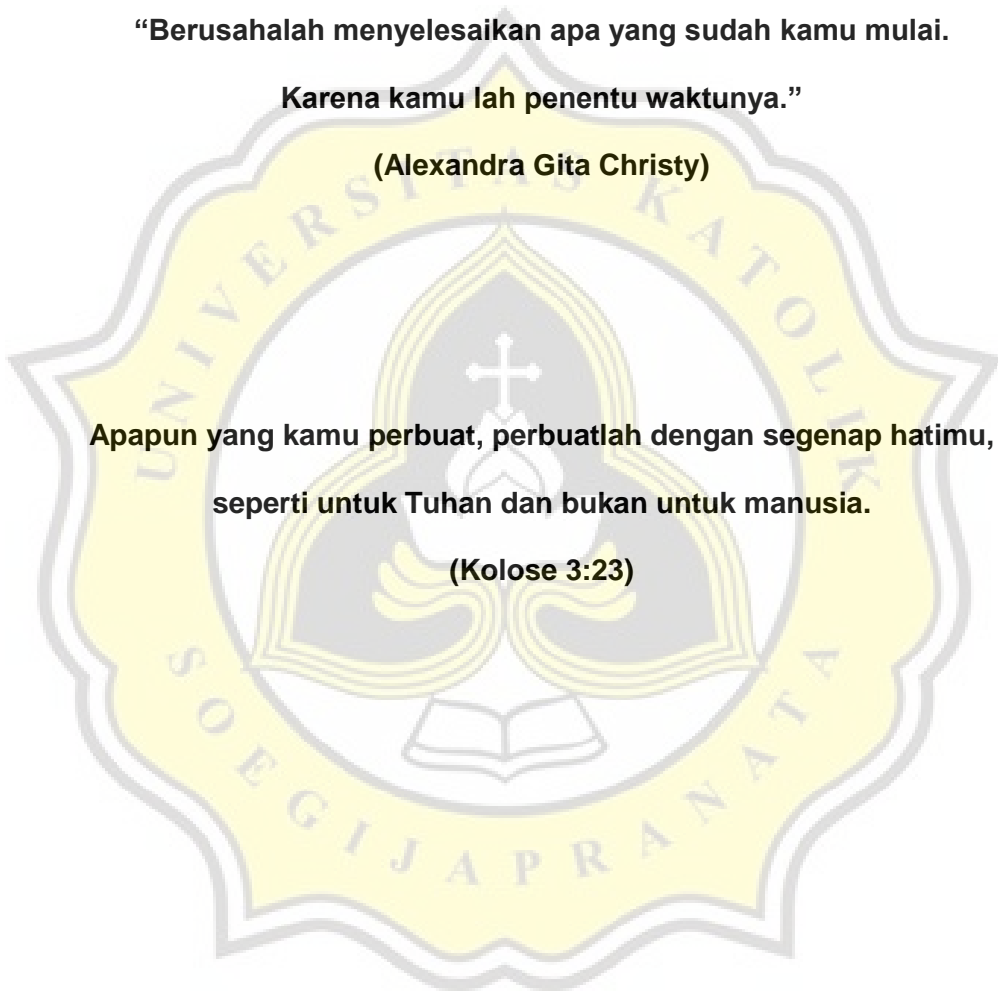 “Berusahalah menyelesaikan apa yang sudah kamu mulai.
Karena kamu lah penentu waktunya.”
(Alexandra Gita Christy)
Apapun yang kamu perbuat, perbuatlah dengan segenap hatimu,
seperti untuk Tuhan dan bukan untuk manusia.
(Kolose 3:23)
UNIVERSITAS KATOLIK
SOEGIJAPRANATA